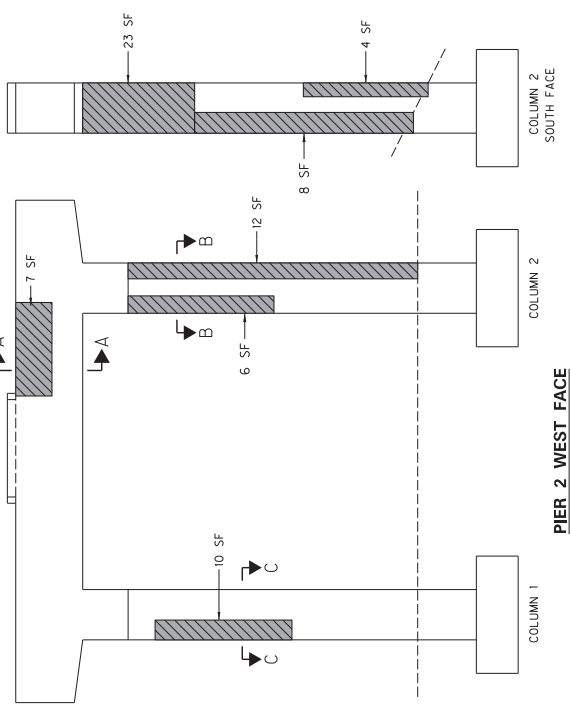 23 SF
4 SF
8 SF
COLUMN 2
SOUTH FACE
A
7 SF
A
B
B
12 SF
6 SF
COLUMN 2
10 SF
C
C
COLUMN 1
PIER 2 WEST FACE